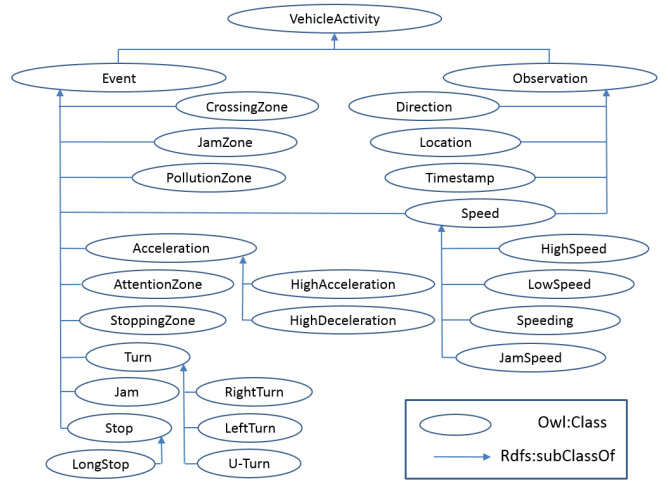 VehicleActivity
Event
Observation
CrossingZone
Direction
JamZone
Location
PollutionZone
Timestamp
Speed
Acceleration
HighSpeed
AttentionZone
HighAcceleration
LowSpeed
StoppingZone
HighDeceleration
Speeding
Turn
JamSpeed
Jam
RightTurn
Stop
LeftTurn
LongStop
U-Turn
Owl:Class
Rdfs:subClassOf